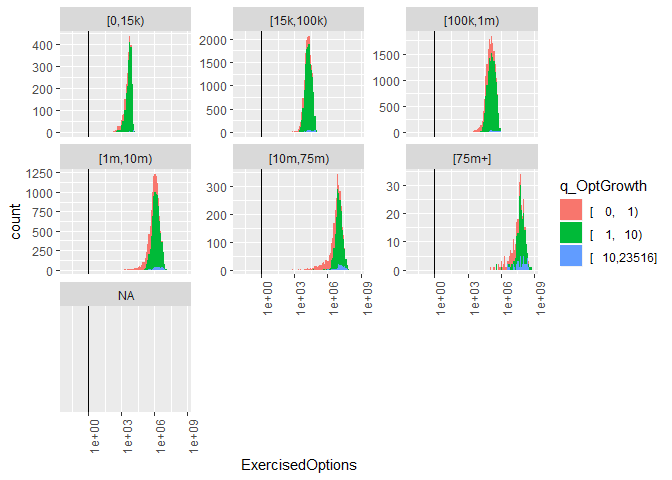 [0,15k)
[15k,100k)
[100k,1m)
400
300
200
100
0
2000
1500
1000
500
0
1500
1000
500
0
[1m,10m)
[10m,75m)
[75m+]
1250
1000
750
500
250
0
300
200
100
0
30
20
10
0
NA
1e+00
1e+03
1e+06
1e+09
1e+00
1e+03
1e+06
1e+09
1e+00
1e+03
1e+06
1e+09
count
ExercisedOptions
q_OptGrowth
[ 0, 1)
[ 1, 10)
[ 10,23516]